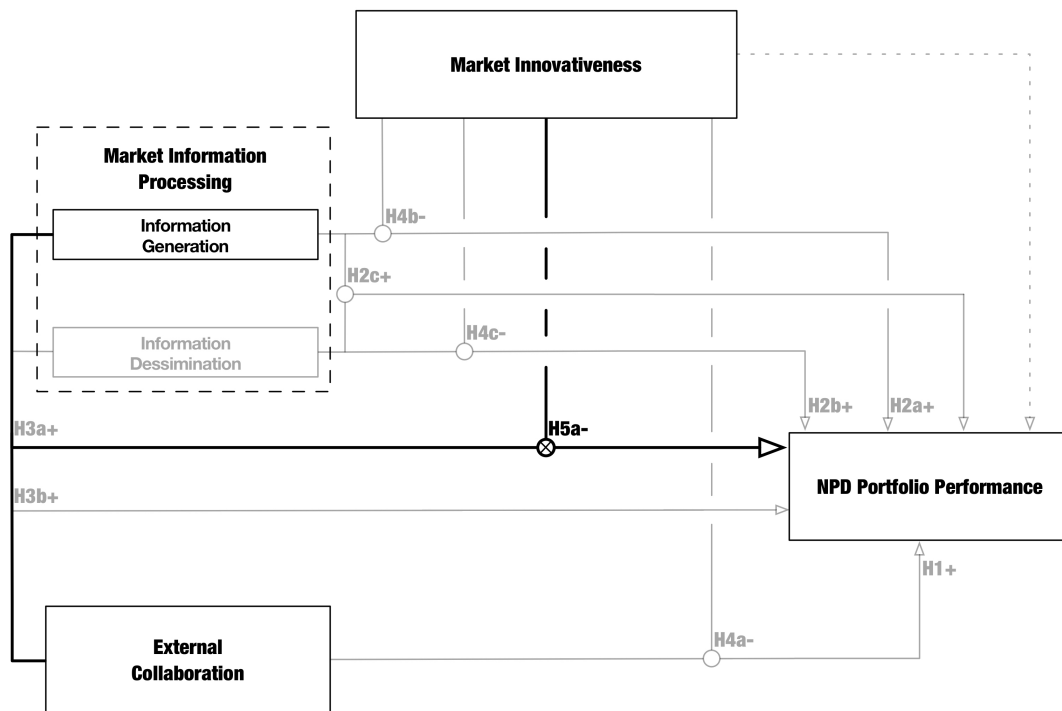 Market Innovativeness
Market Information
Processing
Information
Generation
H4b-
H2c+
H4c-
Information
Dessimination
H2b+
H2a+
H3a+
H5a-
H3b+
NPD Portfolio Performance
H1+
External
Collaboration
H4a-